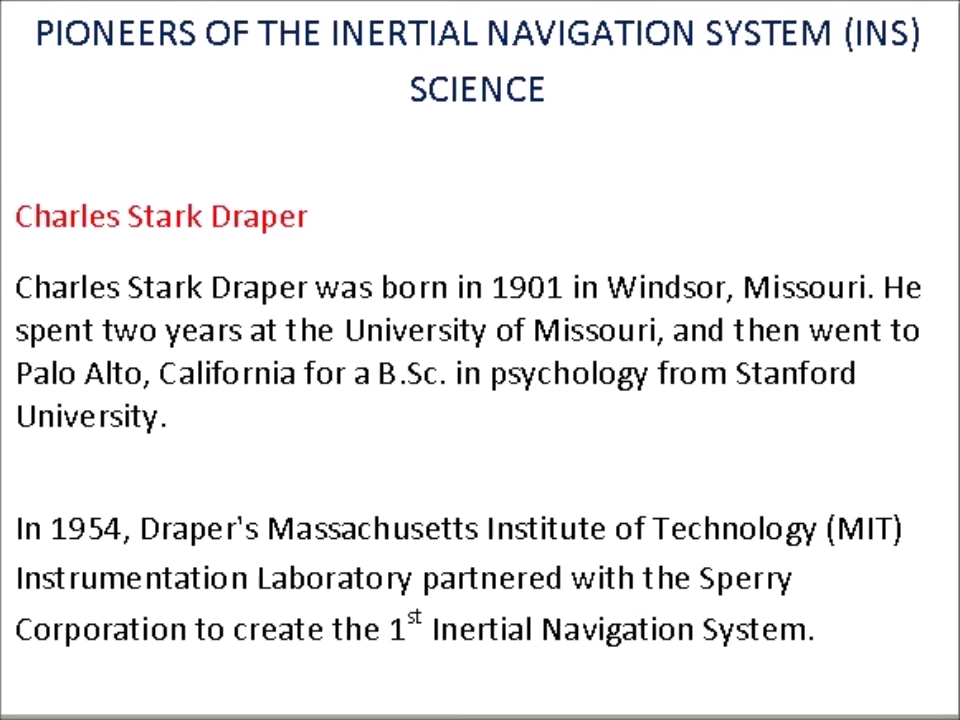 PIONEERS OF THE INERTIAL NAVIGATION SYSTEM (INS)
SCIENCE
Charles Stark Draper
Charles Stark Draper was born in 1901 in Windsor, Missouri. He
spent two years at the University of Missouri, and then went to
Palo Alto, California for a B.Sc. in psychology from Stanford
University.
In 1954, Draper's Massachusetts Institute of Technology (MIT)
Instrumentation Laboratory partnered with the Sperry
Corporation to create the 1st Inertial Navigation System.